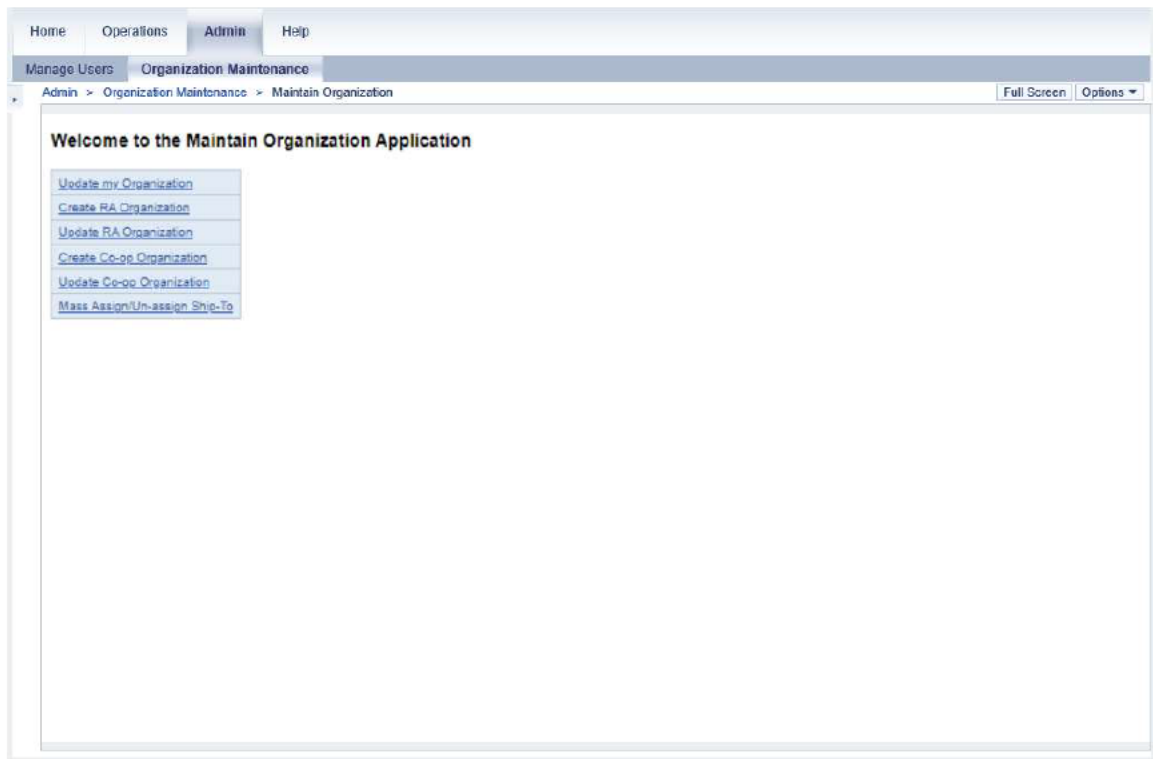 Home Operations Admin Help
Manage Users Organization Maintenance
Admin > Organization Maintenance > Maintain Organization Full Screen Options
Welcome to the Maintain Organization Application
Update my Organization
Create RA Organization
Update RA Organization
Create Co-op Organization
Update Co-op Organization
Mass Assign/Un-assign Ship-To